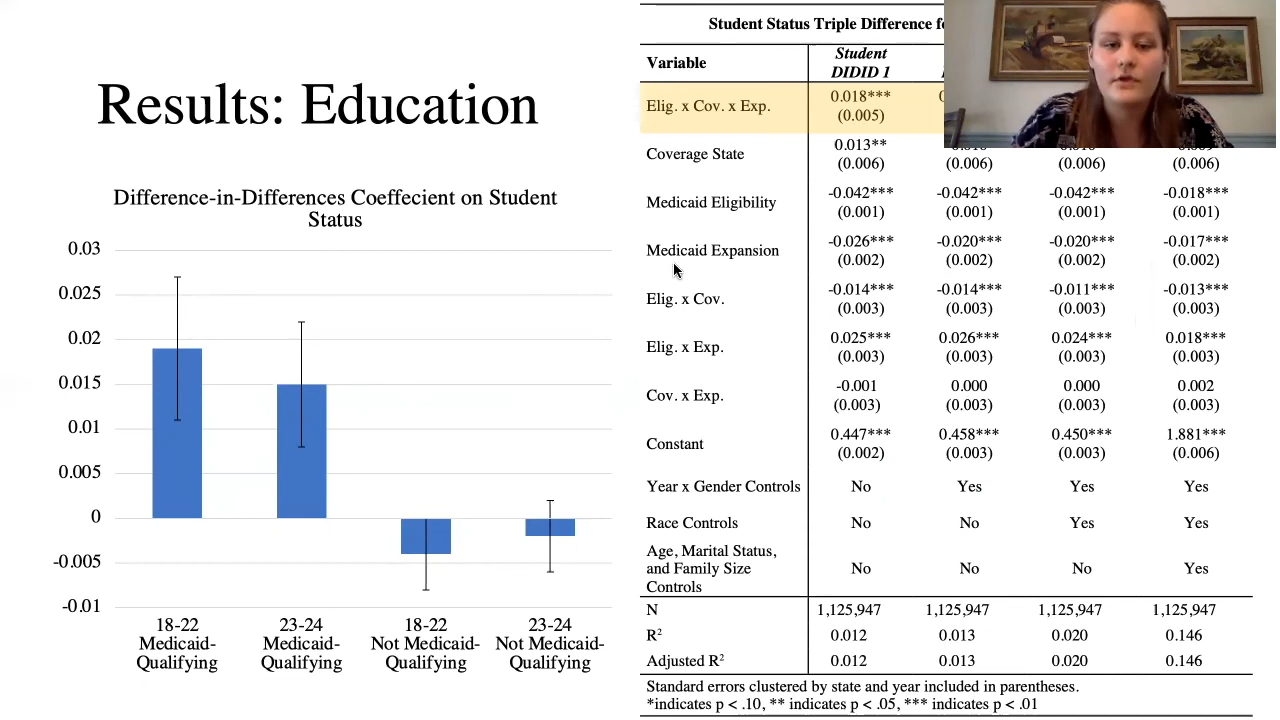 Results: Education
Difference-in-Differences Coeffecient on Student
Status
0.03
0.025
0.02
0.015
0.01
0.005
0
-0.005
-0.01
18-22
Medicaid-
Qualifying
23-24
Medicaid-
Qualifying
18-22
Not Medicaid-
Qualifying
23-24
Not Medicaid-
Qualifying
Student Status Triple Difference
Variable Student
DIDID 1
Elig. x Cov. x Exp. 0.018***
(0.005)
Coverage State 0.013**
(0.006) (0.006) (0.006) (0.006)
Medicaid Eligibility -0.042*** -0.042*** -0.042*** -0.018***
(0.001) (0.001) (0.001) (0.001)
Medicaid Expansion -0.026*** -0.020*** -0.020*** -0.017***
(0.002) (0.002) (0.002) (0.002)
Elig. x Cov. -0.014*** -0.014*** -0.011*** -0.013***
(0.003) (0.003) (0.003) (0.003)
Elig. x Exp. 0.025*** 0.026*** 0.024*** 0.018***
(0.003) (0.003) (0.003) (0.003)
Cov. x Exp. -0.001 0.000 0.000 0.002
(0.003) (0.003) (0.003) (0.003)
Constant 0.447*** 0.458*** 0.450*** 1.881***
(0.002) (0.003) (0.003) (0.006)
Year x Gender Controls No Yes Yes Yes
Race Controls No No Yes Yes
Age, Marital Status,
and Family Size No No No Yes
Controls
N 1,125,947 1,125,947 1,125,947 1,125,947
R² 0.012 0.013 0.020 0.146
Adjusted R² 0.012 0.013 0.020 0.146
Standard errors clustered by state and year included in parentheses.
*indicates p < .10, ** indicates p < .05, *** indicates p < .01